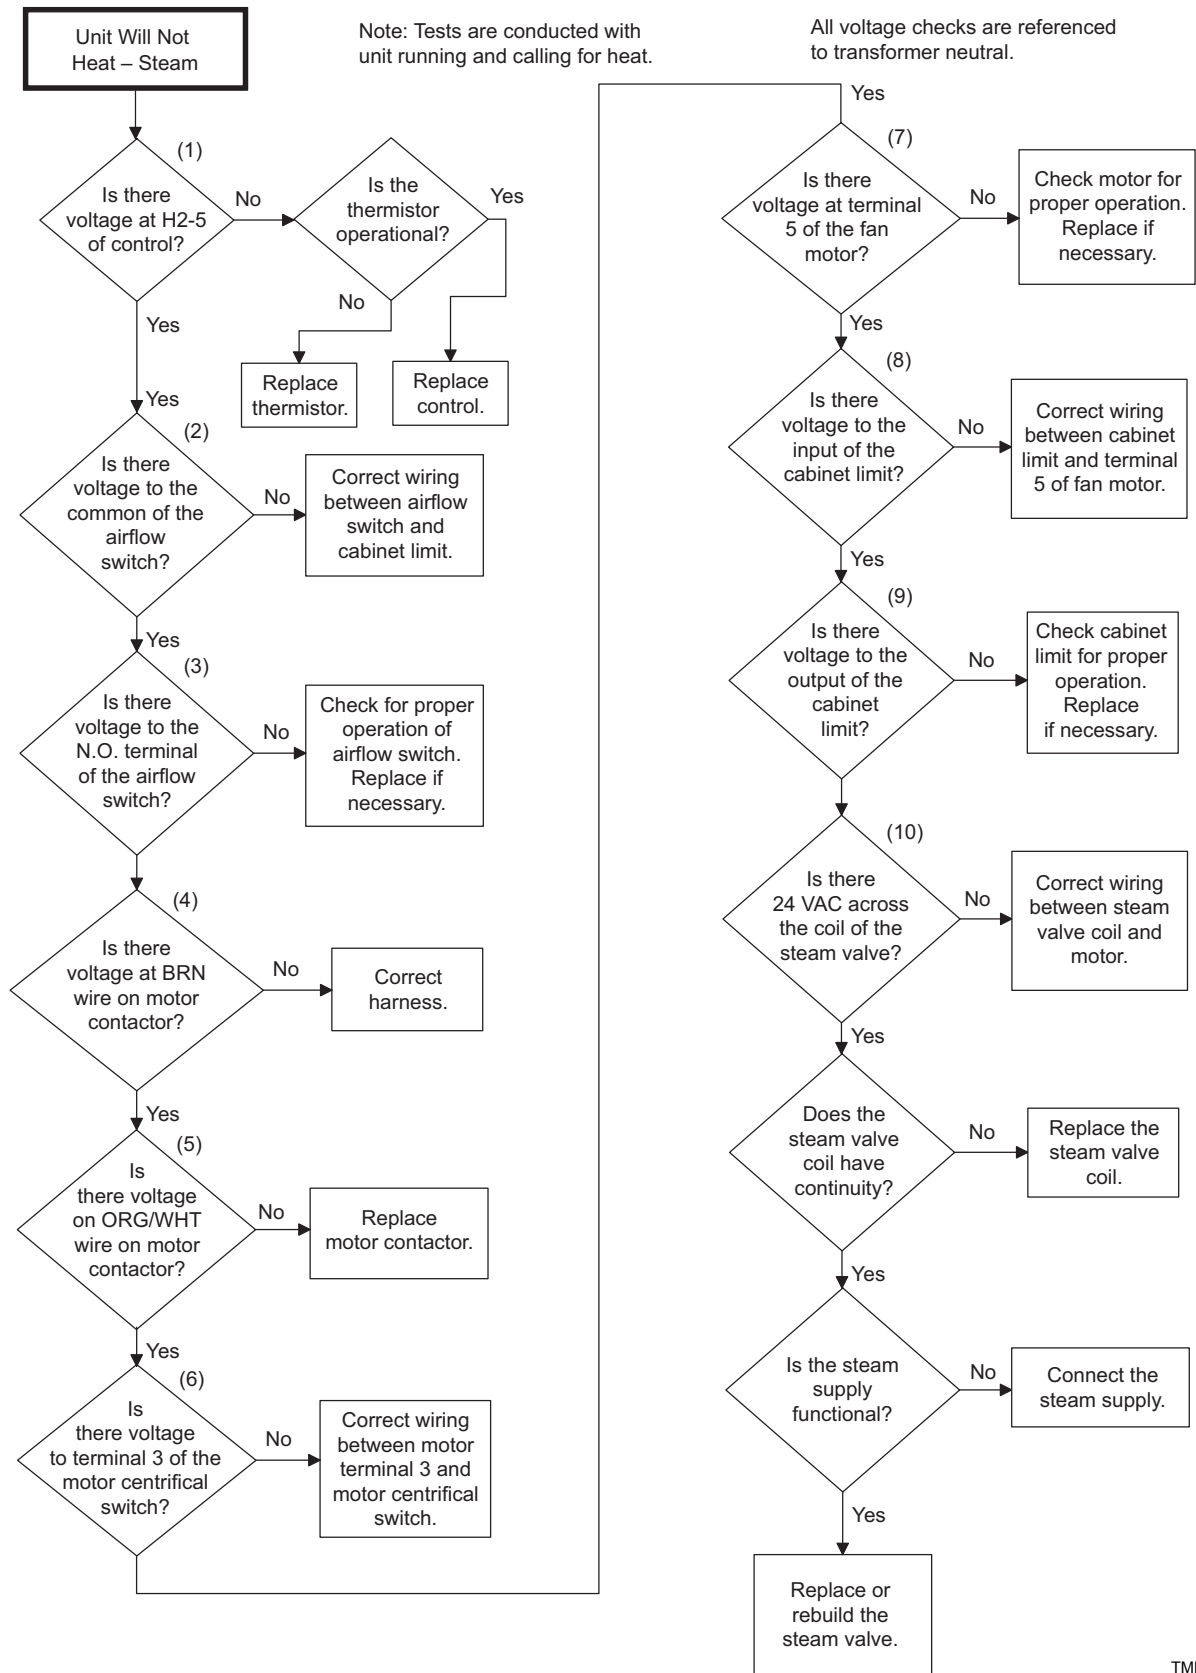 Unit Will Not
Heat – Steam
Note: Tests are conducted with
unit running and calling for heat.
All voltage checks are referenced
to transformer neutral.
(1)
Is there
voltage at H2-5
of control?
No
Is the
thermistor
operational?
Yes
No
Replace
thermistor.
Replace
control.
Yes
Yes
(2)
Is there
voltage to the
common of the
airflow
switch?
No
Correct wiring
between airflow
switch and
cabinet limit.
Yes
(3)
Is there
voltage to the
N.O. terminal
of the airflow
switch?
No
Check for proper
operation of
airflow switch.
Replace if
necessary.
(4)
Is there
voltage at BRN
wire on motor
contactor?
No
Correct
harness.
Yes
(5)
Is
there voltage
on ORG/WHT
wire on motor
contactor?
No
Replace
motor contactor.
Yes
(6)
Is
there voltage
to terminal 3 of the
motor centrifical
switch?
No
Correct wiring
between motor
terminal 3 and
motor centrifical
switch.
Yes
(7)
Is there
voltage at terminal
5 of the fan
motor?
No
Check motor for
proper operation.
Replace if
necessary.
Yes
(8)
Is there
voltage to the
input of the
cabinet limit?
No
Correct wiring
between cabinet
limit and terminal
5 of fan motor.
Yes
(9)
Is there
voltage to the
output of the
cabinet
limit?
No
Check cabinet
limit for proper
operation.
Replace
if necessary.
(10)
Is there
24 VAC across
the coil of the
steam valve?
No
Correct wiring
between steam
valve coil and
motor.
Yes
Does the
steam valve
coil have
continuity?
No
Replace the
steam valve
coil.
Yes
Is the steam
supply
functional?
No
Connect the
steam supply.
Yes
Replace or
rebuild the
steam valve.